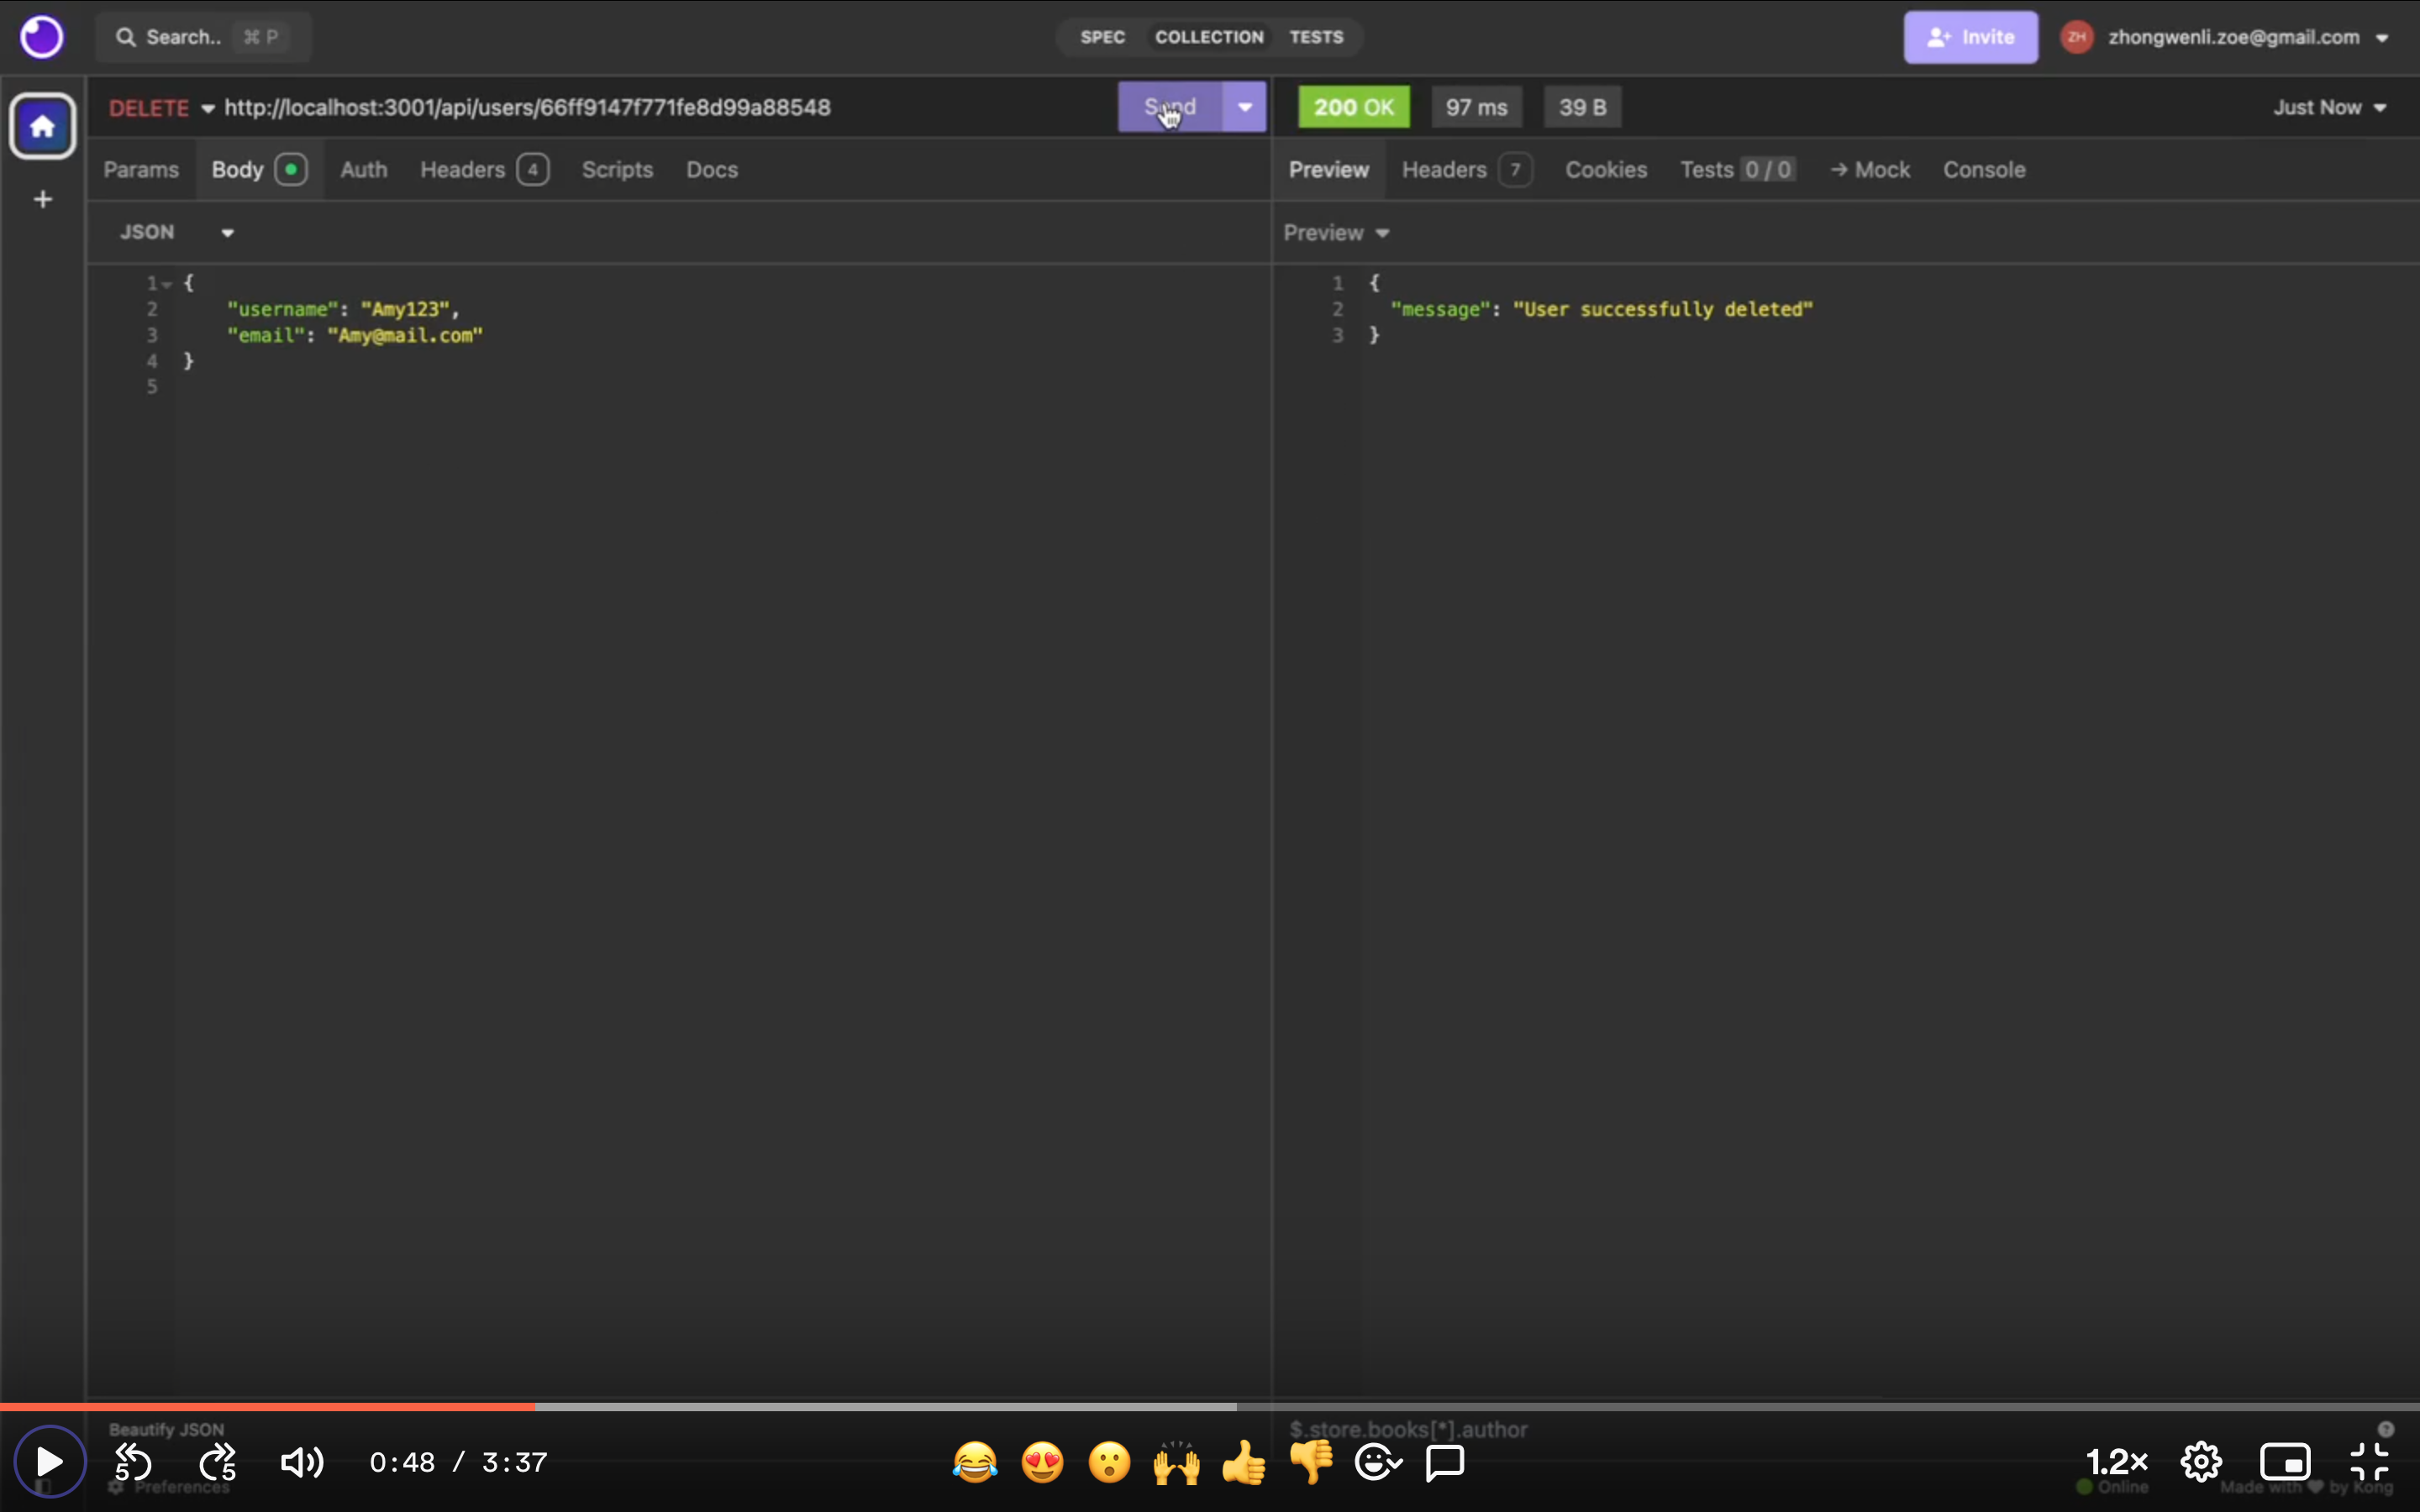 Search.. ⌘ P
SPEC COLLECTION TESTS
Invite
ZH zhongwenli.zoe@gmail.com
DELETE http://localhost:3001/api/users/66ff9147f771fe8d99a88548
Send
200 OK 97 ms 39 B
Just Now
Params Body Auth Headers 4 Scripts Docs
Preview Headers 7 Cookies Tests 0 / 0 → Mock Console
JSON
Preview
1 {
2 "username": "Amy123",
3 "email": "Amy@mail.com"
4 }
5
1 {
2 "message": "User successfully deleted"
3 }
Beautify JSON
$.store.books[*].author
5 5 0:48 / 3:37
1.2×
Preferences
Online
Made with ♥ by Kong